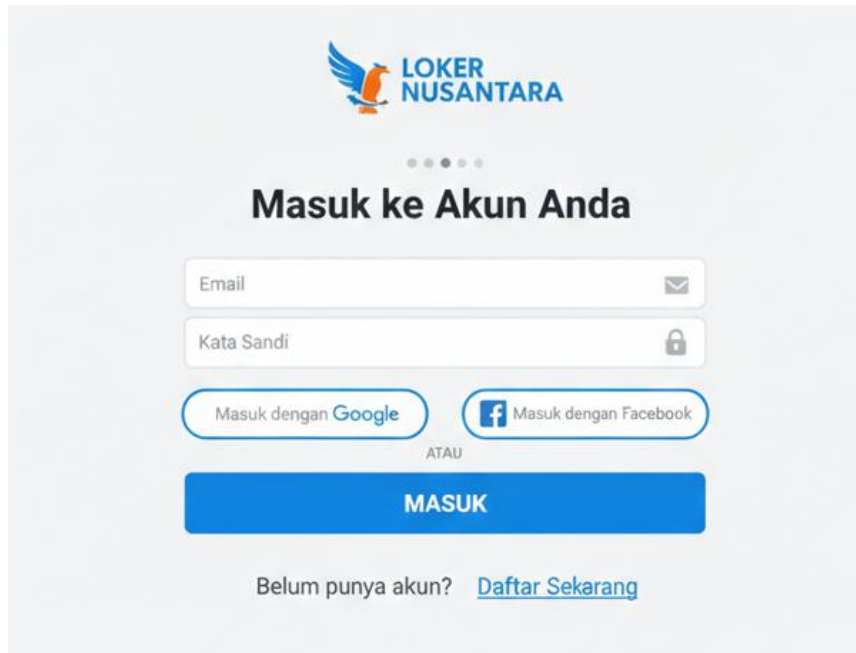 LOKER
NUSANTARA
Masuk ke Akun Anda
Email
Kata Sandi
Masuk dengan Google
Masuk dengan Facebook
ATAU
MASUK
Belum punya akun? Daftar Sekarang